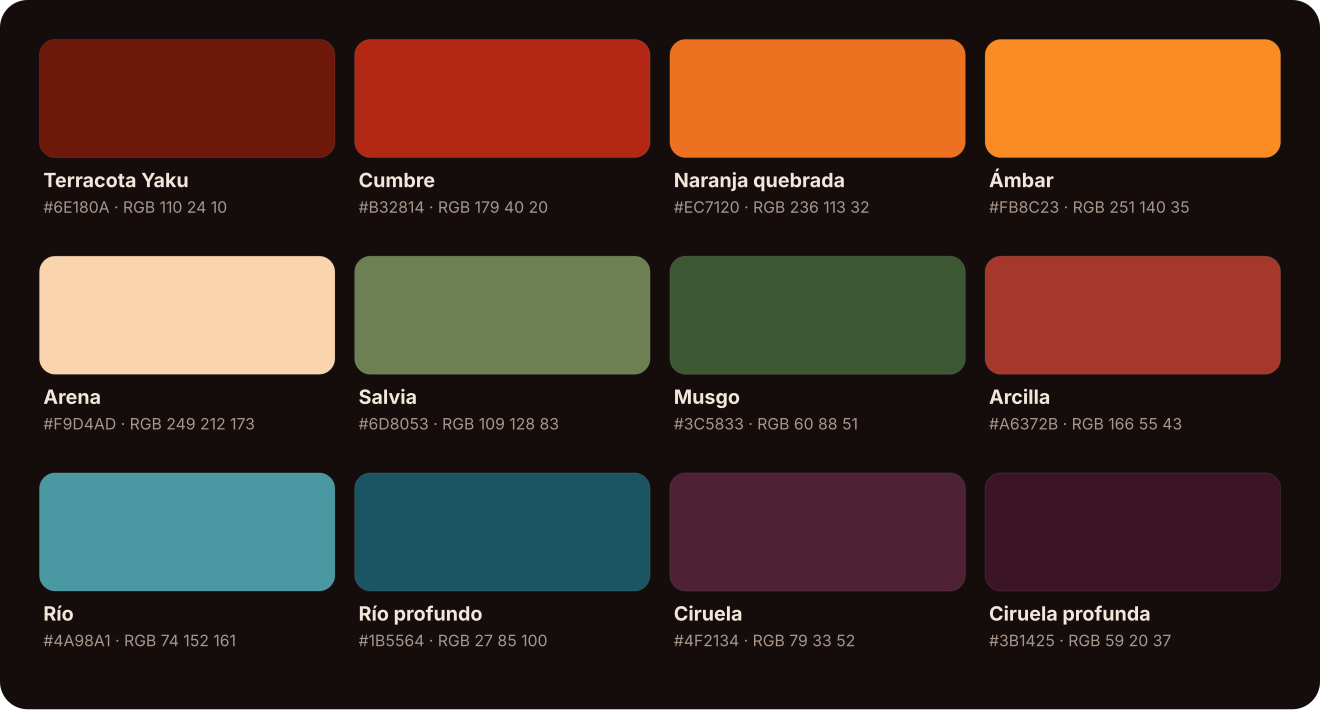 Terracota Yaku
#6E180A · RGB 110 24 10
Cumbre
#B32814 · RGB 179 40 20
Naranja quebrada
#EC7120 · RGB 236 113 32
Ámbar
#FB8C23 · RGB 251 140 35
Arena
#F9D4AD · RGB 249 212 173
Salvia
#6D8053 · RGB 109 128 83
Musgo
#3C5833 · RGB 60 88 51
Arcilla
#A6372B · RGB 166 55 43
Río
#4A98A1 · RGB 74 152 161
Río profundo
#1B5564 · RGB 27 85 100
Ciruela
#4F2134 · RGB 79 33 52
Ciruela profunda
#3B1425 · RGB 59 20 37